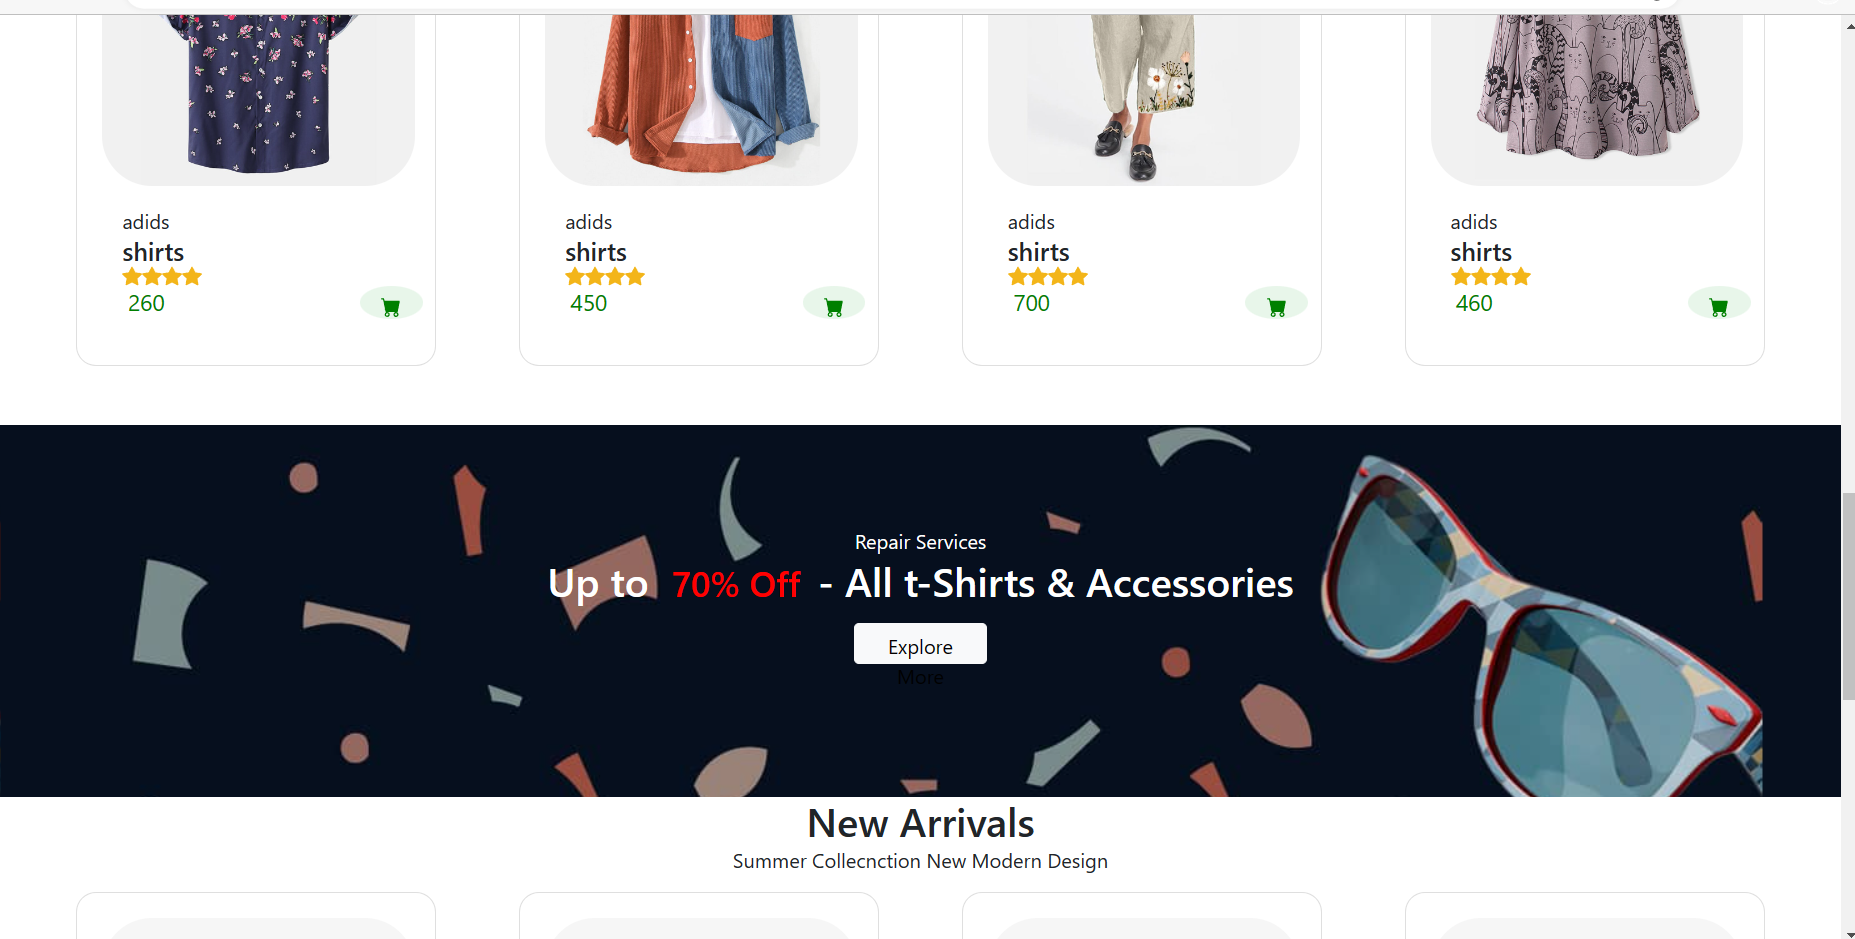 adids
shirts
260
adids
shirts
450
adids
shirts
700
adids
shirts
460
Repair Services
Up to 70% Off - All t-Shirts & Accessories
Explore
More
New Arrivals
Summer Collecnction New Modern Design